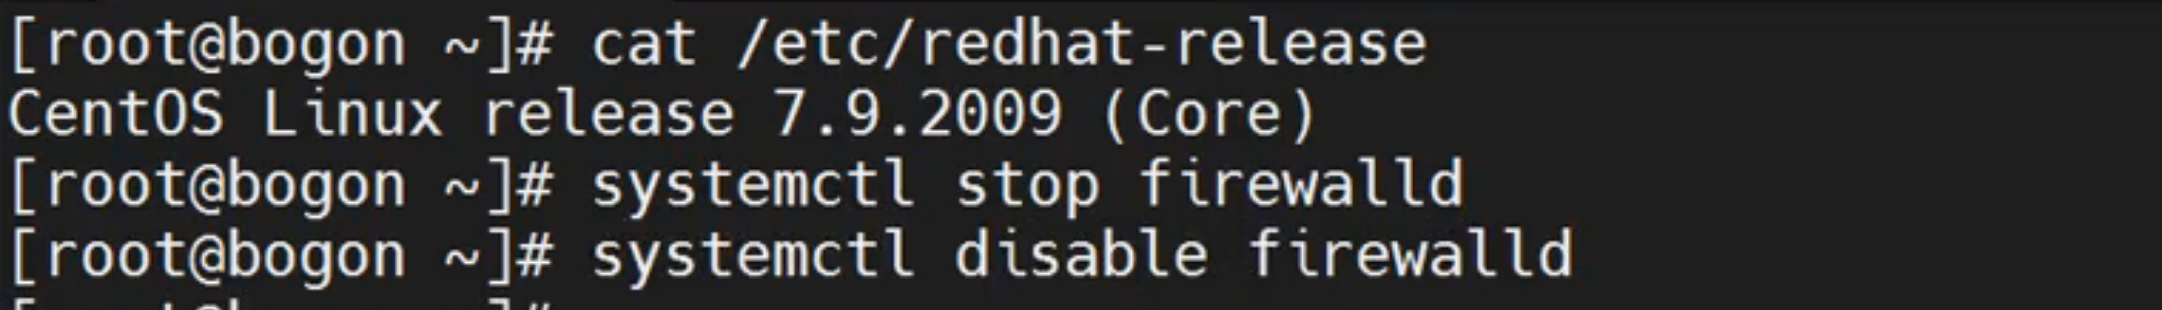 [root@bogon ~]# cat /etc/redhat-release
CentOS Linux release 7.9.2009 (Core)
[root@bogon ~]# systemctl stop firewalld
[root@bogon ~]# systemctl disable firewalld